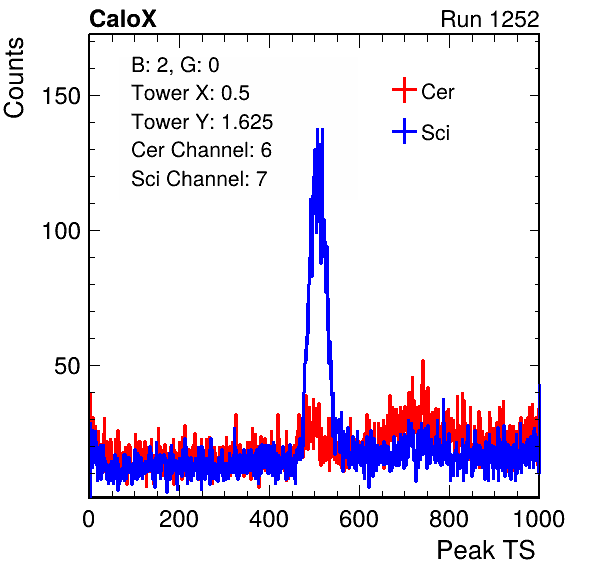 CaloX
Run 1252
Counts
B: 2, G: 0
Tower X: 0.5
Tower Y: 1.625
Cer Channel: 6
Sci Channel: 7
Cer
Sci
150
100
50
0 200 400 600 800 1000
Peak TS